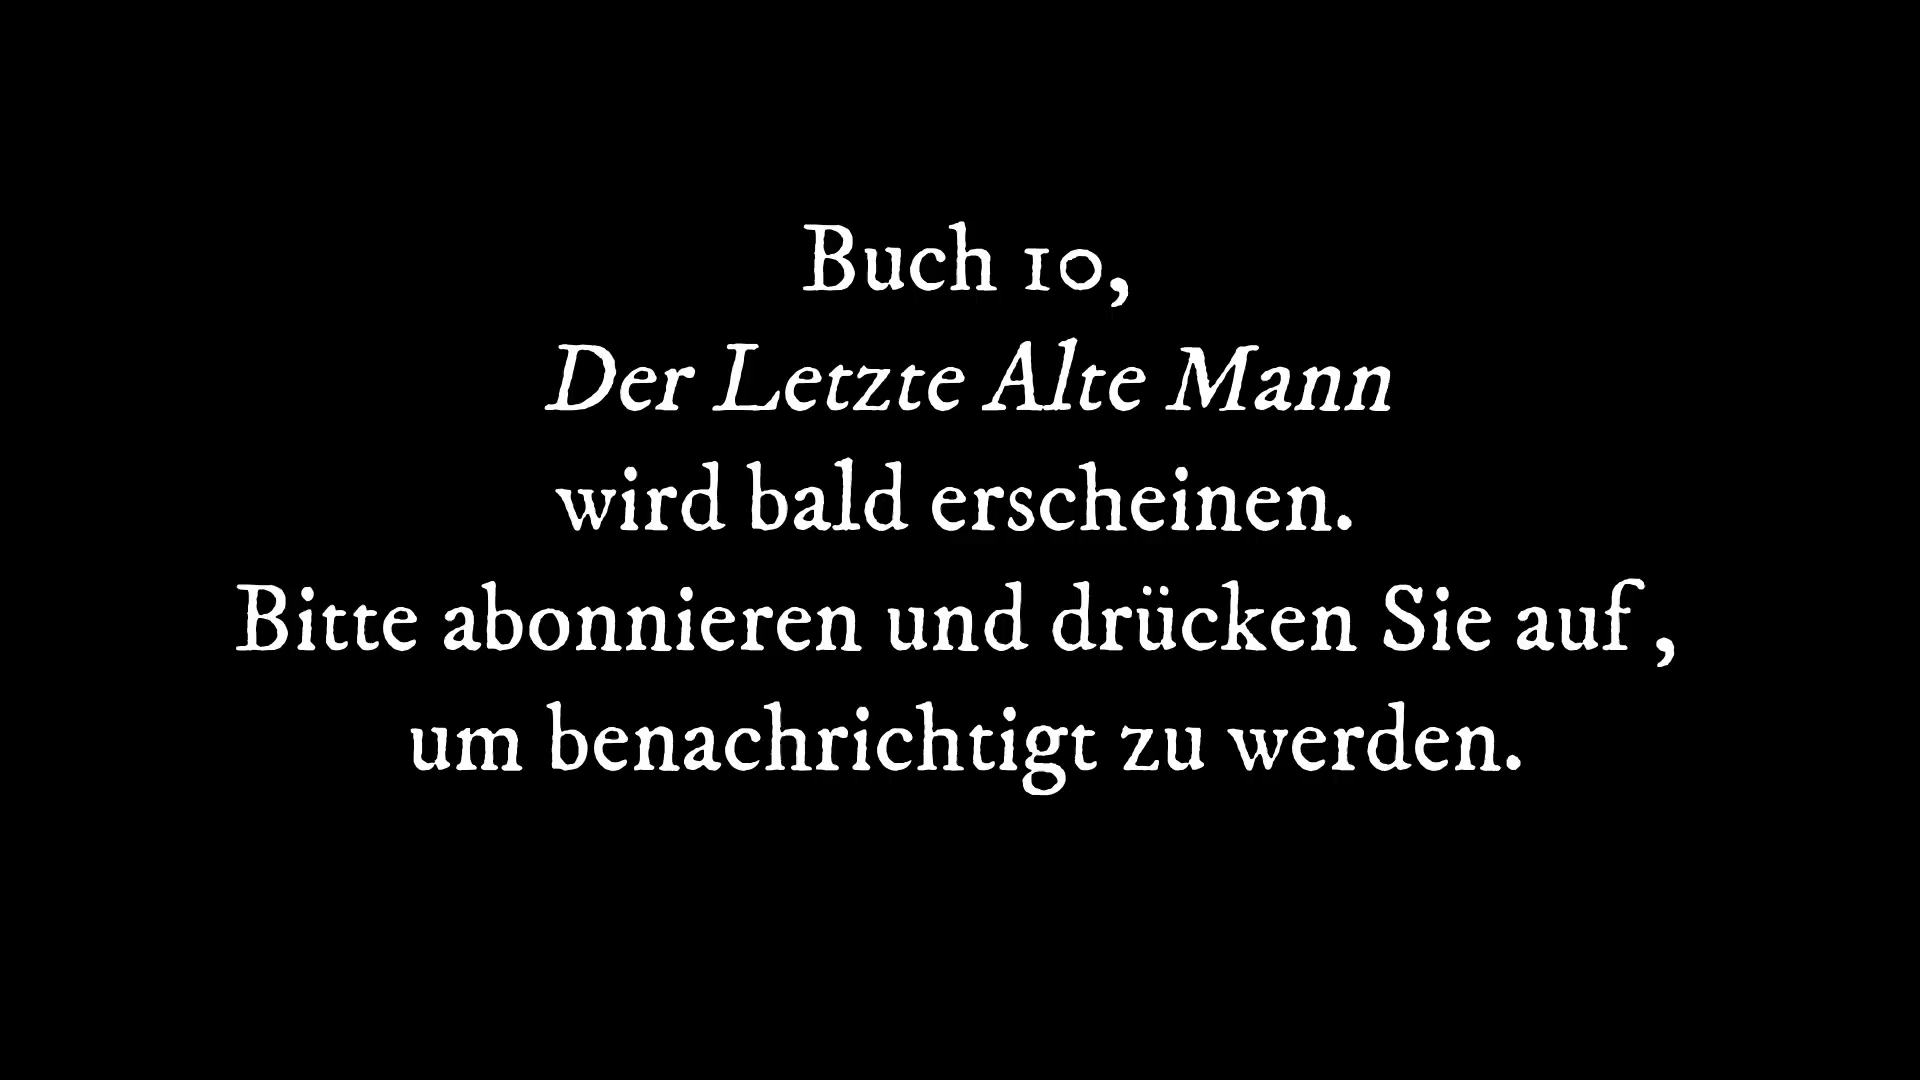 Buch 10,
Der Letzte Alte Mann
wird bald erscheinen.
Bitte abonnieren und drücken Sie auf ,
um benachrichtigt zu werden.